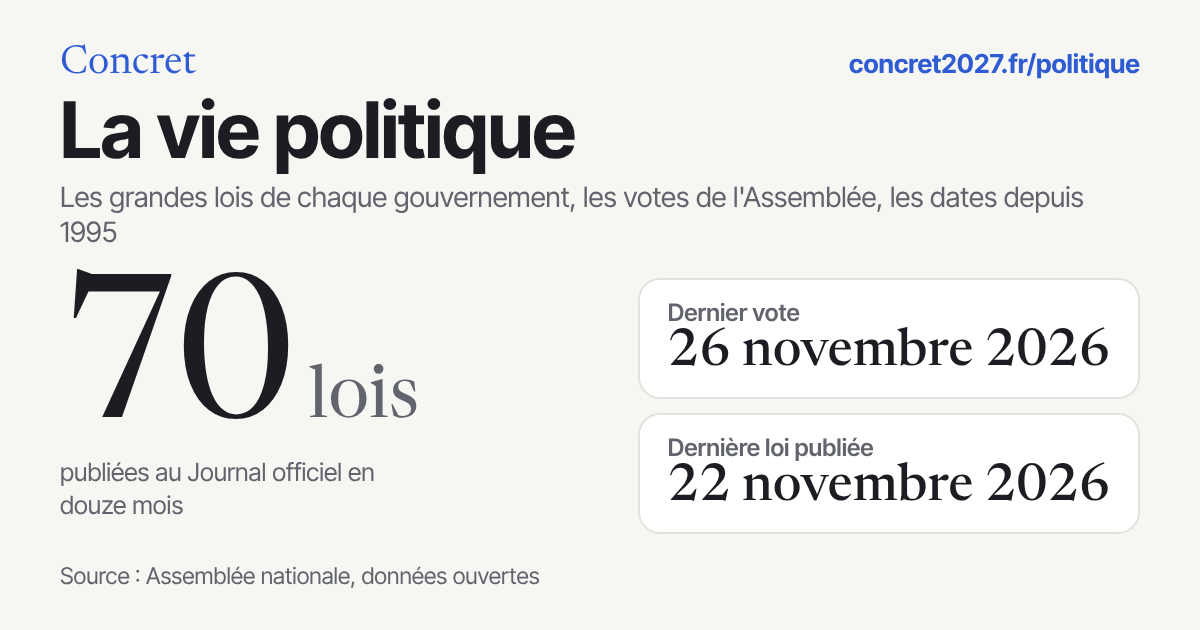 Concret
concret2027.fr/politique
La vie politique
Les grandes lois de chaque gouvernement, les votes de l'Assemblée, les dates depuis
1995
70 lois
publiées au Journal officiel en
douze mois
Dernier vote
26 novembre 2026
Dernière loi publiée
22 novembre 2026
Source : Assemblée nationale, données ouvertes